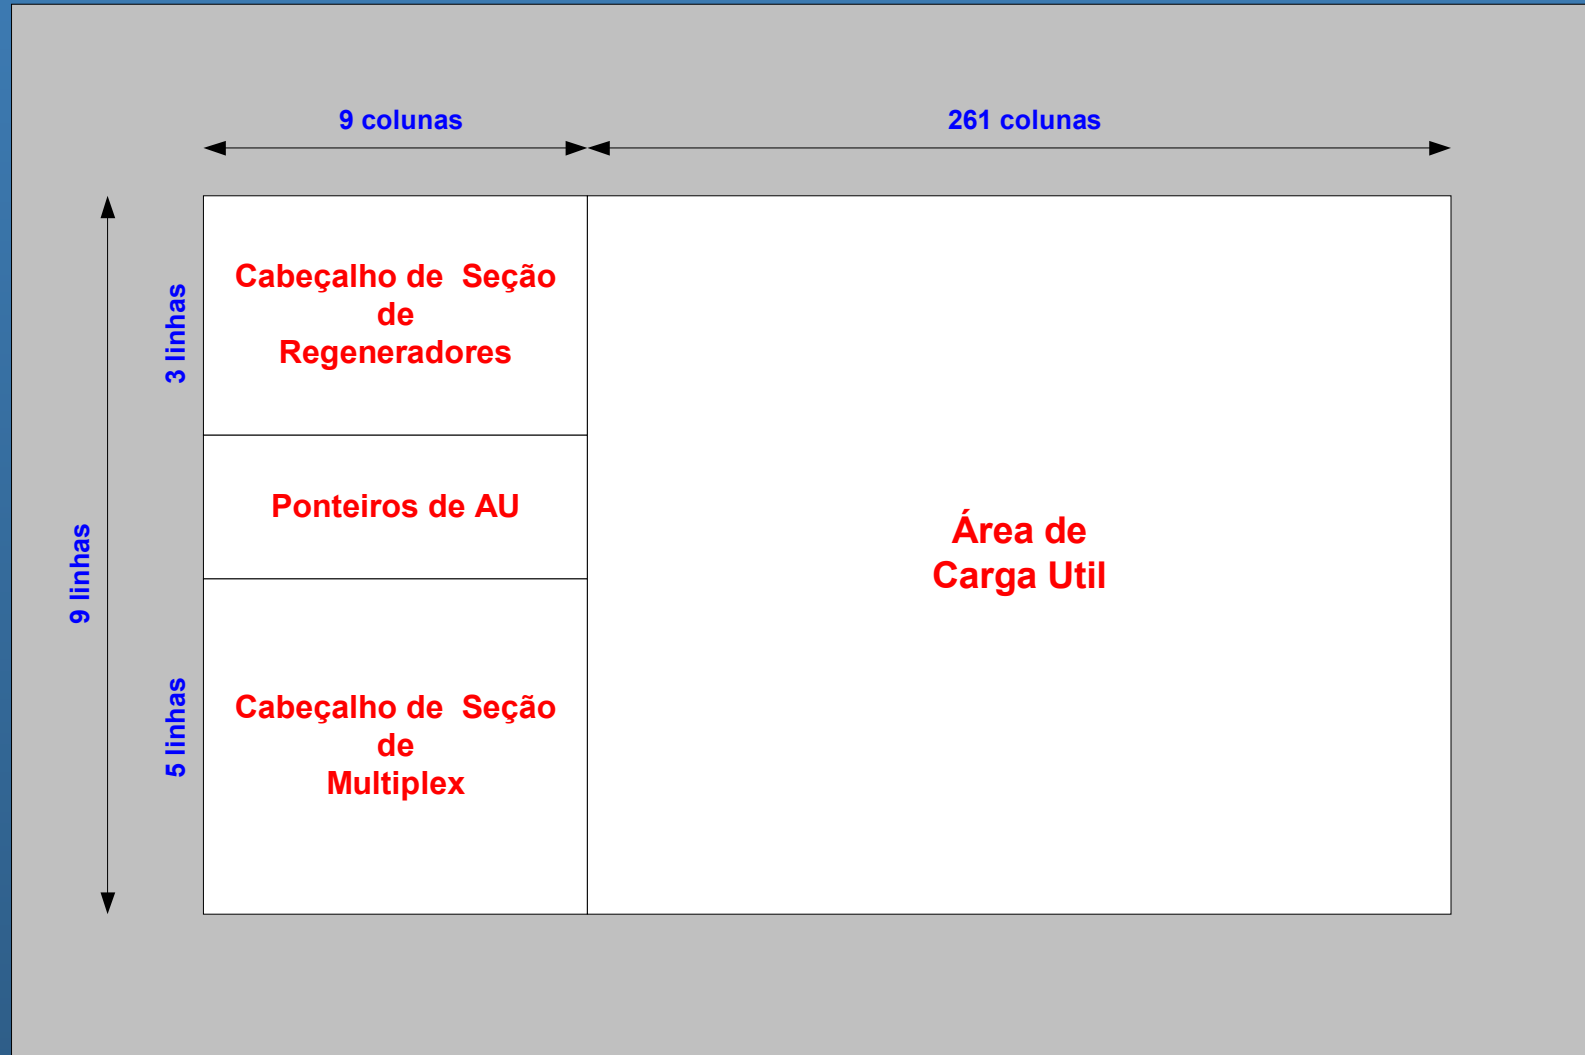 9 colunas
261 colunas
9 linhas
3 linhas
Cabeçalho de  Seção
de
Regeneradores
Ponteiros de AU
5 linhas
Cabeçalho de  Seção
de
Multiplex
Área de
Carga Util